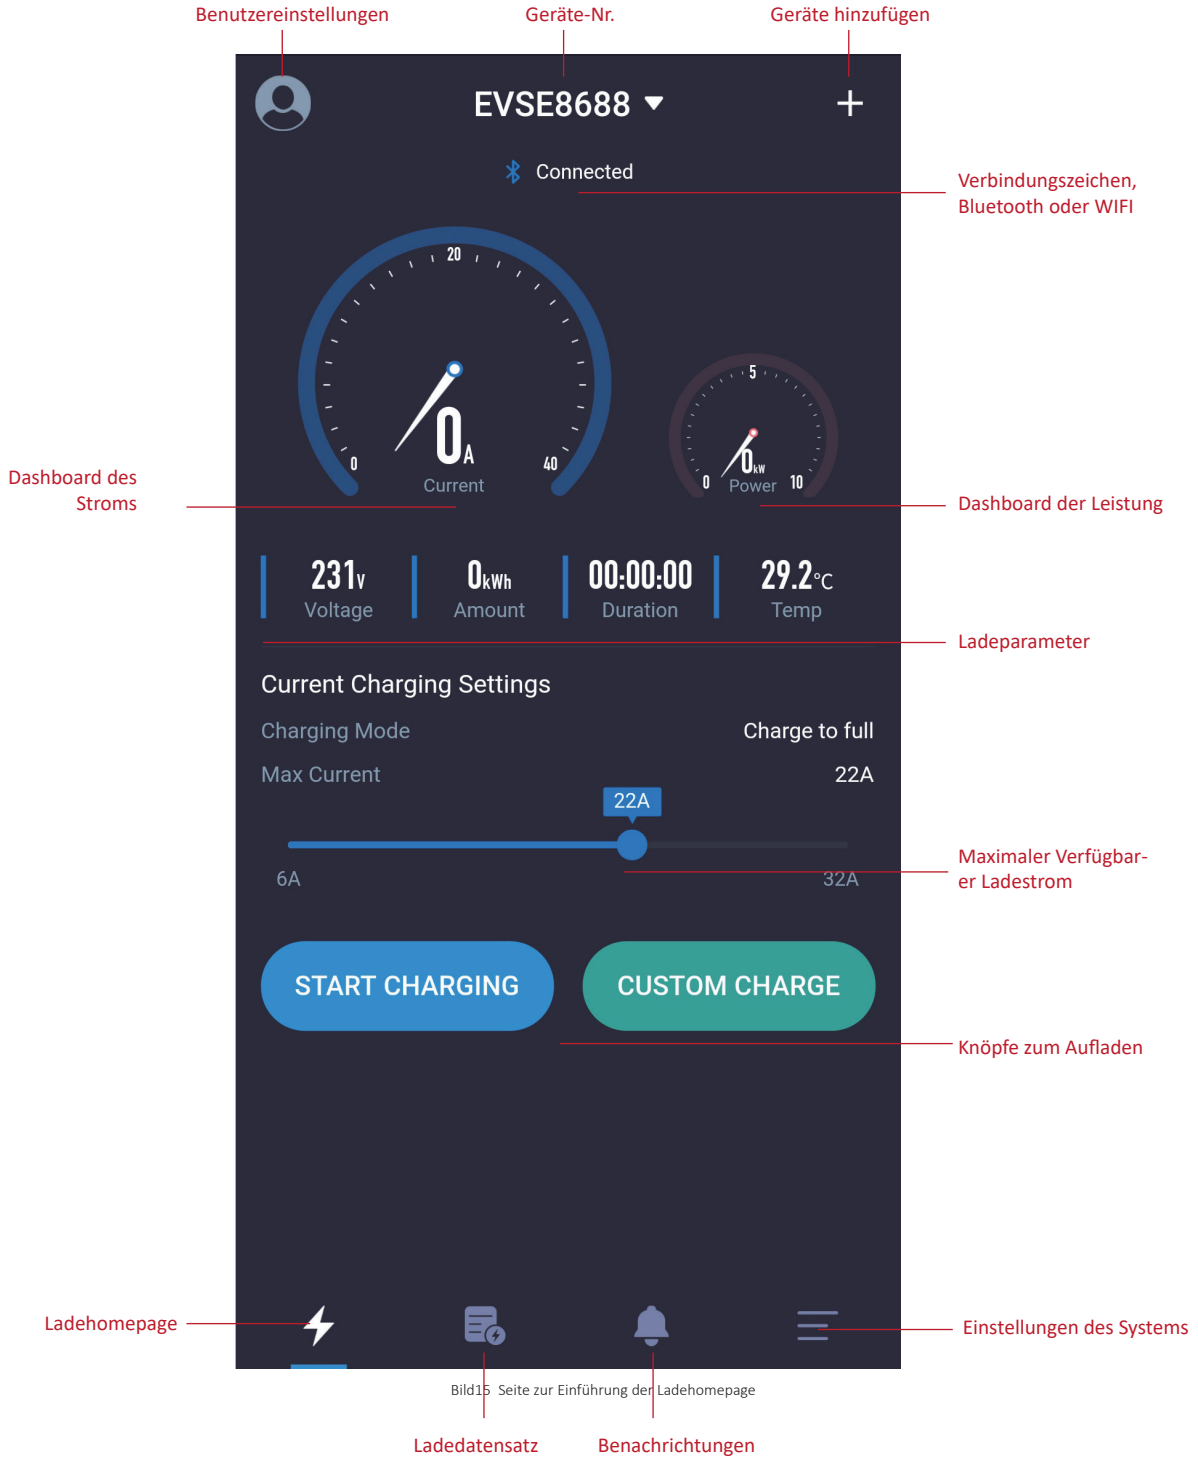 Benutzereinstellungen
Geräte-Nr.
Geräte hinzufügen
EVSE8688
Connected
Verbindungszeichen,
Bluetooth oder WIFI
20
0
40
0A
Current
5
0
10
0kW
Power
Dashboard des
Stroms
Dashboard der Leistung
231V
Voltage
0kWh
Amount
00:00:00
Duration
29.2°C
Temp
Ladeparameter
Current Charging Settings
Charging Mode
Charge to full
Max Current
22A
22A
6A
32A
Maximaler Verfügbar-
er Ladestrom
START CHARGING
CUSTOM CHARGE
Knöpfe zum Aufladen
Ladehomepage
Einstellungen des Systems
Bild15 Seite zur Einführung der Ladehomepage
Ladedatensatz
Benachrichtungen